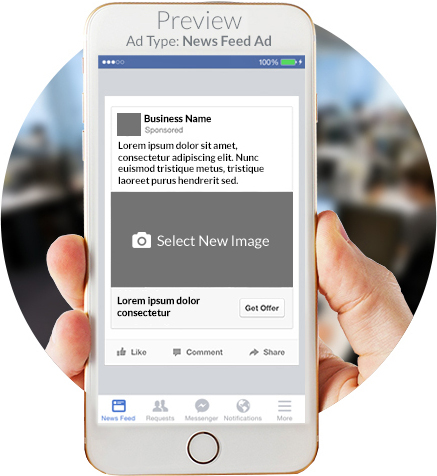 Preview
Ad Type: News Feed Ad
100%
Business Name
Sponsored
Lorem ipsum dolor sit amet,
consectetur adipiscing elit. Nunc
euismod tristique metus, tristique
laoreet purus hendrerit sed.
Select New Image
Lorem ipsum dolor
consectetur
Get Offer
Like Comment Share
News Feed Requests Messenger Notifications More